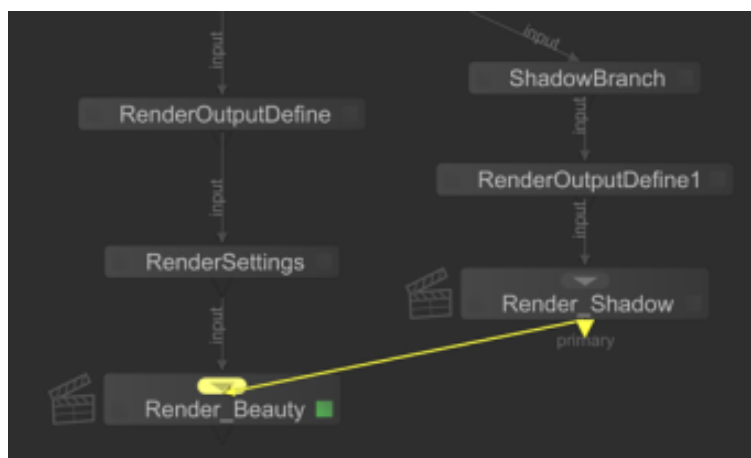 input
input
ShadowBranch
RenderOutputDefine
input
input
RenderOutputDefine1
input
RenderSettings
Render_Shadow
input
primary
Render_Beauty